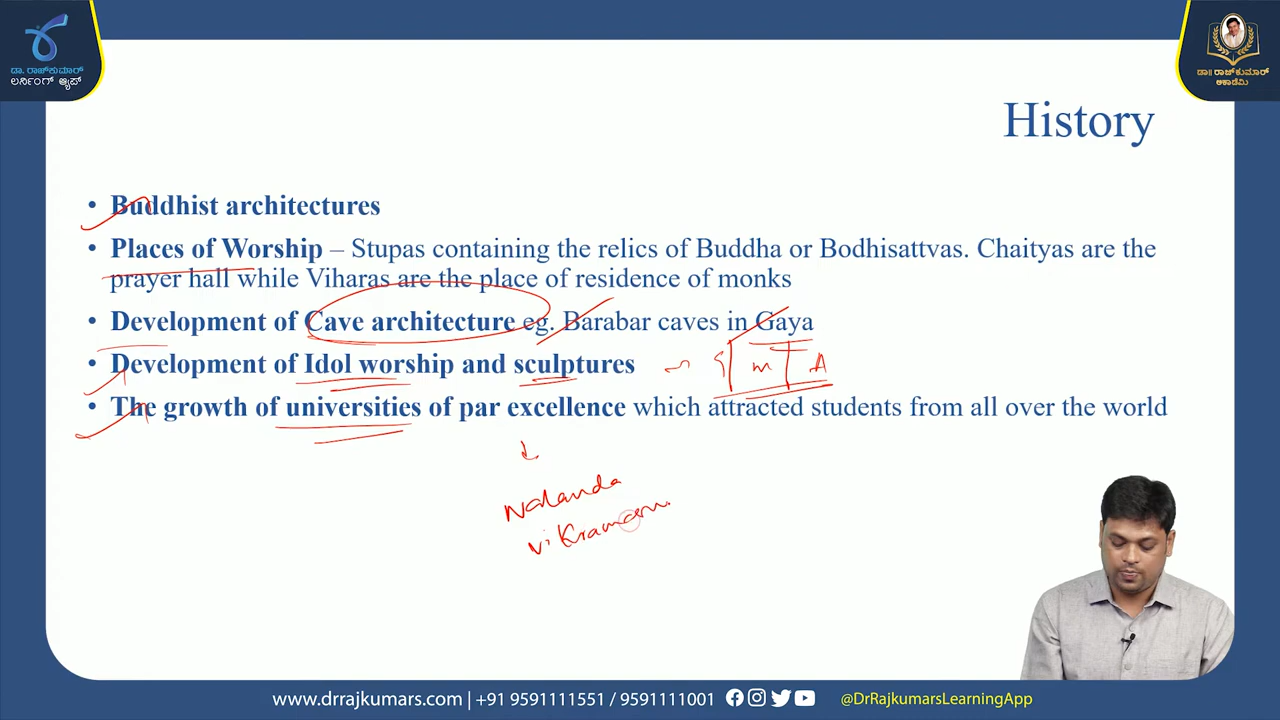 ಡಾ. ರಾಜ್‌ಕುಮಾರ್
ಲರ್ನಿಂಗ್ ಆ್ಯಪ್
ಡಾ|| ರಾಜ್‌ಕುಮಾರ್
ಅಕಾಡೆಮಿ
History
• Buddhist architectures
• Places of Worship – Stupas containing the relics of Buddha or Bodhisattvas. Chaityas are the
prayer hall while Viharas are the place of residence of monks
• Development of Cave architecture eg. Barabar caves in Gaya
• Development of Idol worship and sculptures
m A
• The growth of universities of par excellence which attracted students from all over the world
Nalanda
www.drrajkumars.com | +91 9591111551 / 9591111001 @DrRajkumarsLearningApp